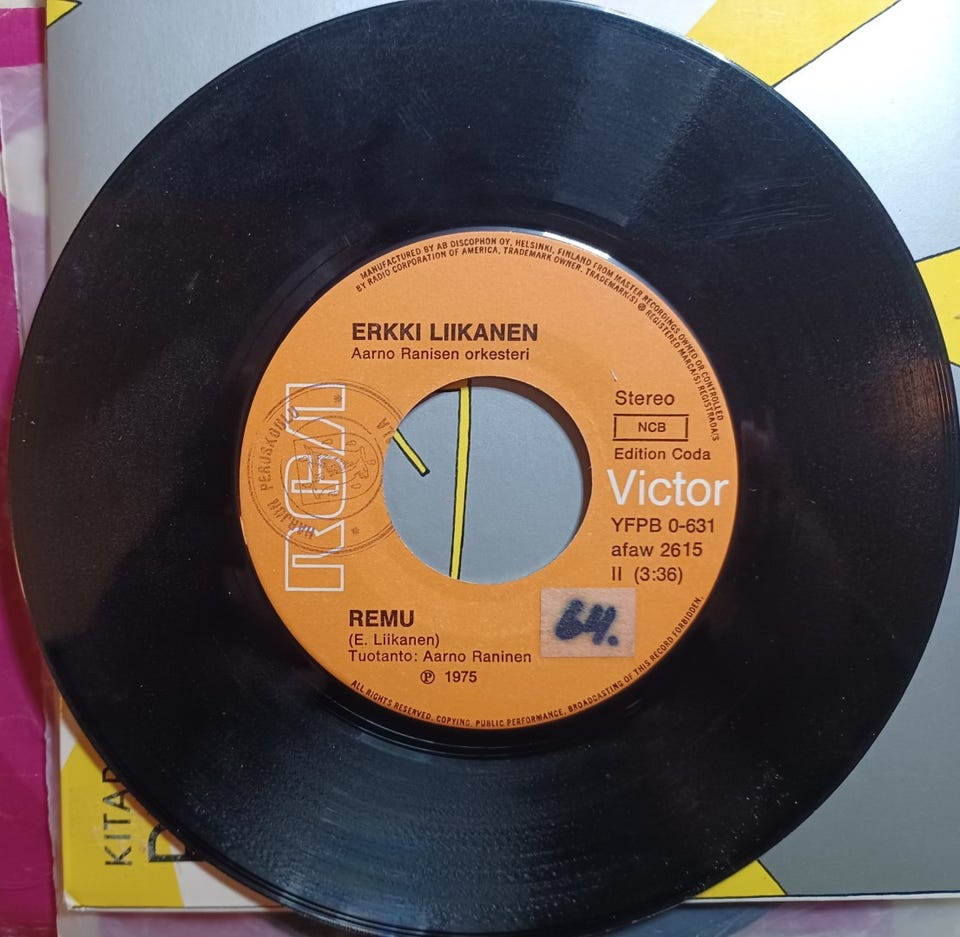 MANUFACTURED BY AB DISCOPHON OY, HELSINKI, FINLAND FROM MASTER RECORDINGS OWNED OR CONTROLLED
BY RADIO CORPORATION OF AMERICA, TRADEMARK OWNER. TRADEMARK(S) ® REGISTERED MARCA(S) REGISTRADA(S
ERKKI LIIKANEN
Aarno Ranisen orkesteri
RCA
HARJUN PERUSKOULU
Stereo
NCB
Edition Coda
Victor
YFPB 0-631
afaw 2615
II (3:36)
REMU
(E. Liikanen)
Tuotanto: Aarno Raninen
℗ 1975
64.
ALL RIGHTS RESERVED. COPYING, PUBLIC PERFORMANCE, BROADCASTING OF THIS RECORD FORBIDDEN.